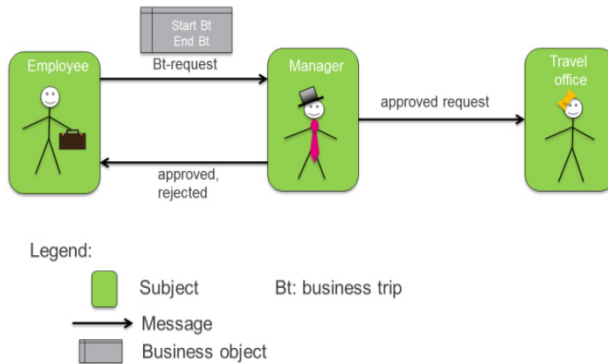 Start Bt
End Bt
Employee
Bt-request
Manager
Travel
office
approved request
approved,
rejected
Legend:
Subject
Bt: business trip
Message
Business object